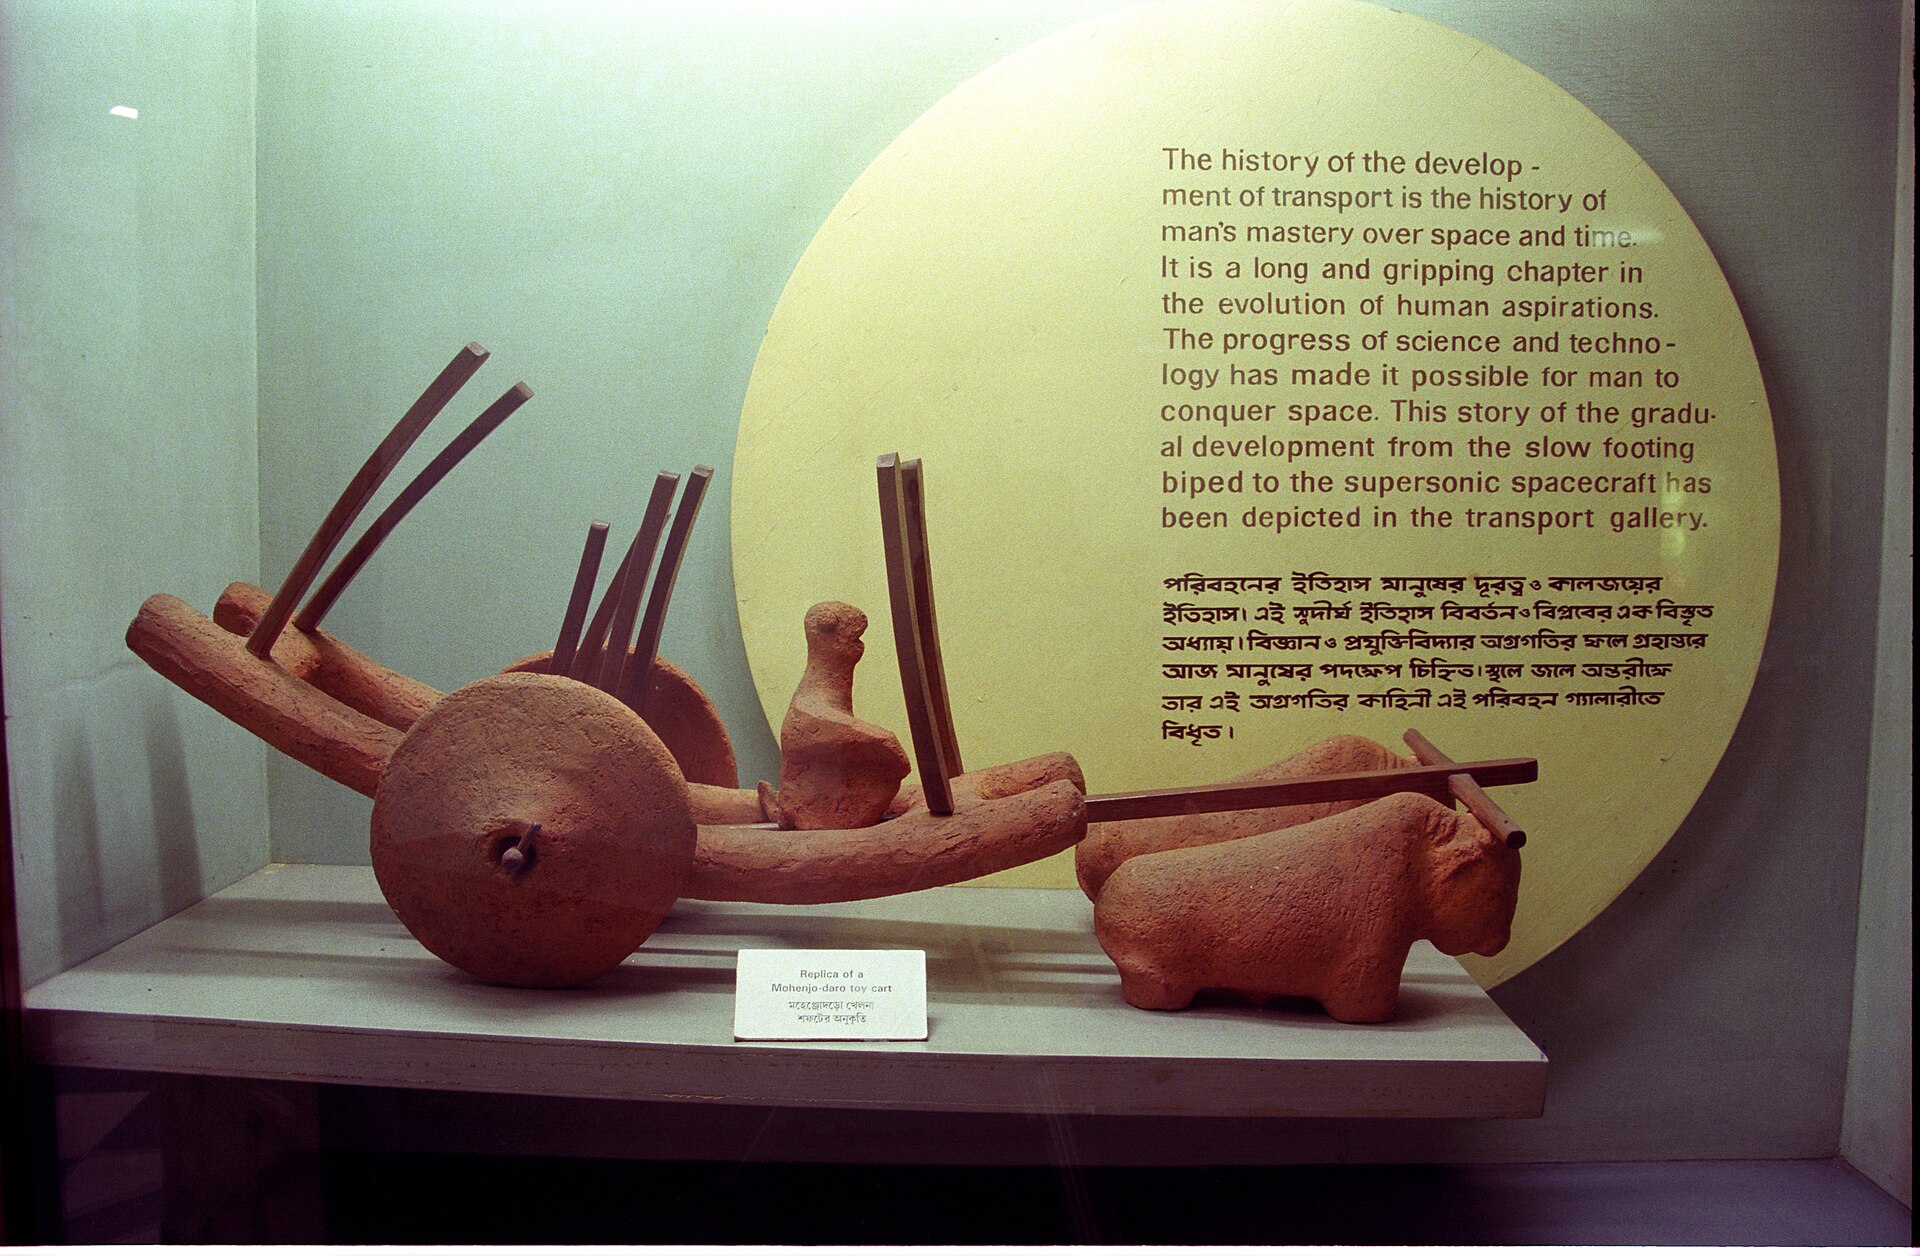 The history of the develop -
ment of transport is the history of
man's mastery over space and time.
It is a long and gripping chapter in
the evolution of human aspirations.
The progress of science and techno -
logy has made it possible for man to
conquer space. This story of the gradu-
al development from the slow footing
biped to the supersonic spacecraft has
been depicted in the transport gallery.
পরিবহনের ইতিহাস মানুষের দূরত্ব ও কালজয়ের
ইতিহাস। এই সুদীর্ঘ ইতিহাস বিবর্তন ও বিপ্লবের এক বিস্তৃত
অধ্যায়। বিজ্ঞান ও প্রযুক্তিবিদ্যার অগ্রগতির ফলে গ্রহান্তরে
আজ মানুষের পদক্ষেপ চিহ্নিত। স্থলে জলে অন্তরীক্ষে
তার এই অগ্রগতির কাহিনী এই পরিবহন গ্যালারীতে
বিধৃত।
Replica of a
Mohenjo-daro toy cart
মহেঞ্জোদড়ো খেলনা
শকটের অনুকৃতি